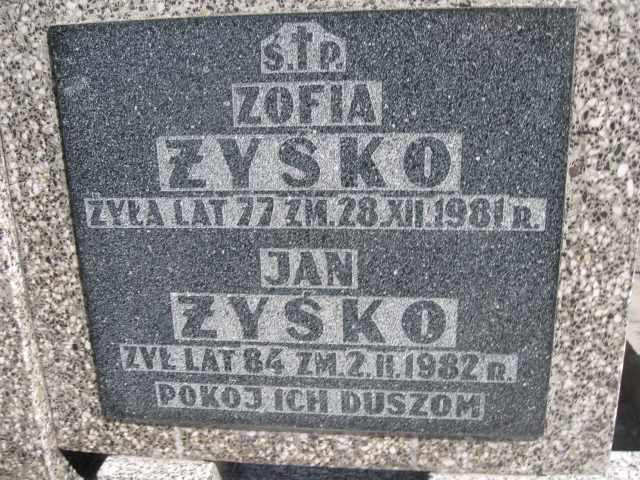 Ś.†P.
ZOFIA
ŻYŚKO
ŻYŁA LAT 77 ZM. 28.XII.1981 R.
JAN
ŻYŚKO
ŻYŁ LAT 84 ZM. 2.II.1982 R.
POKÓJ ICH DUSZOM